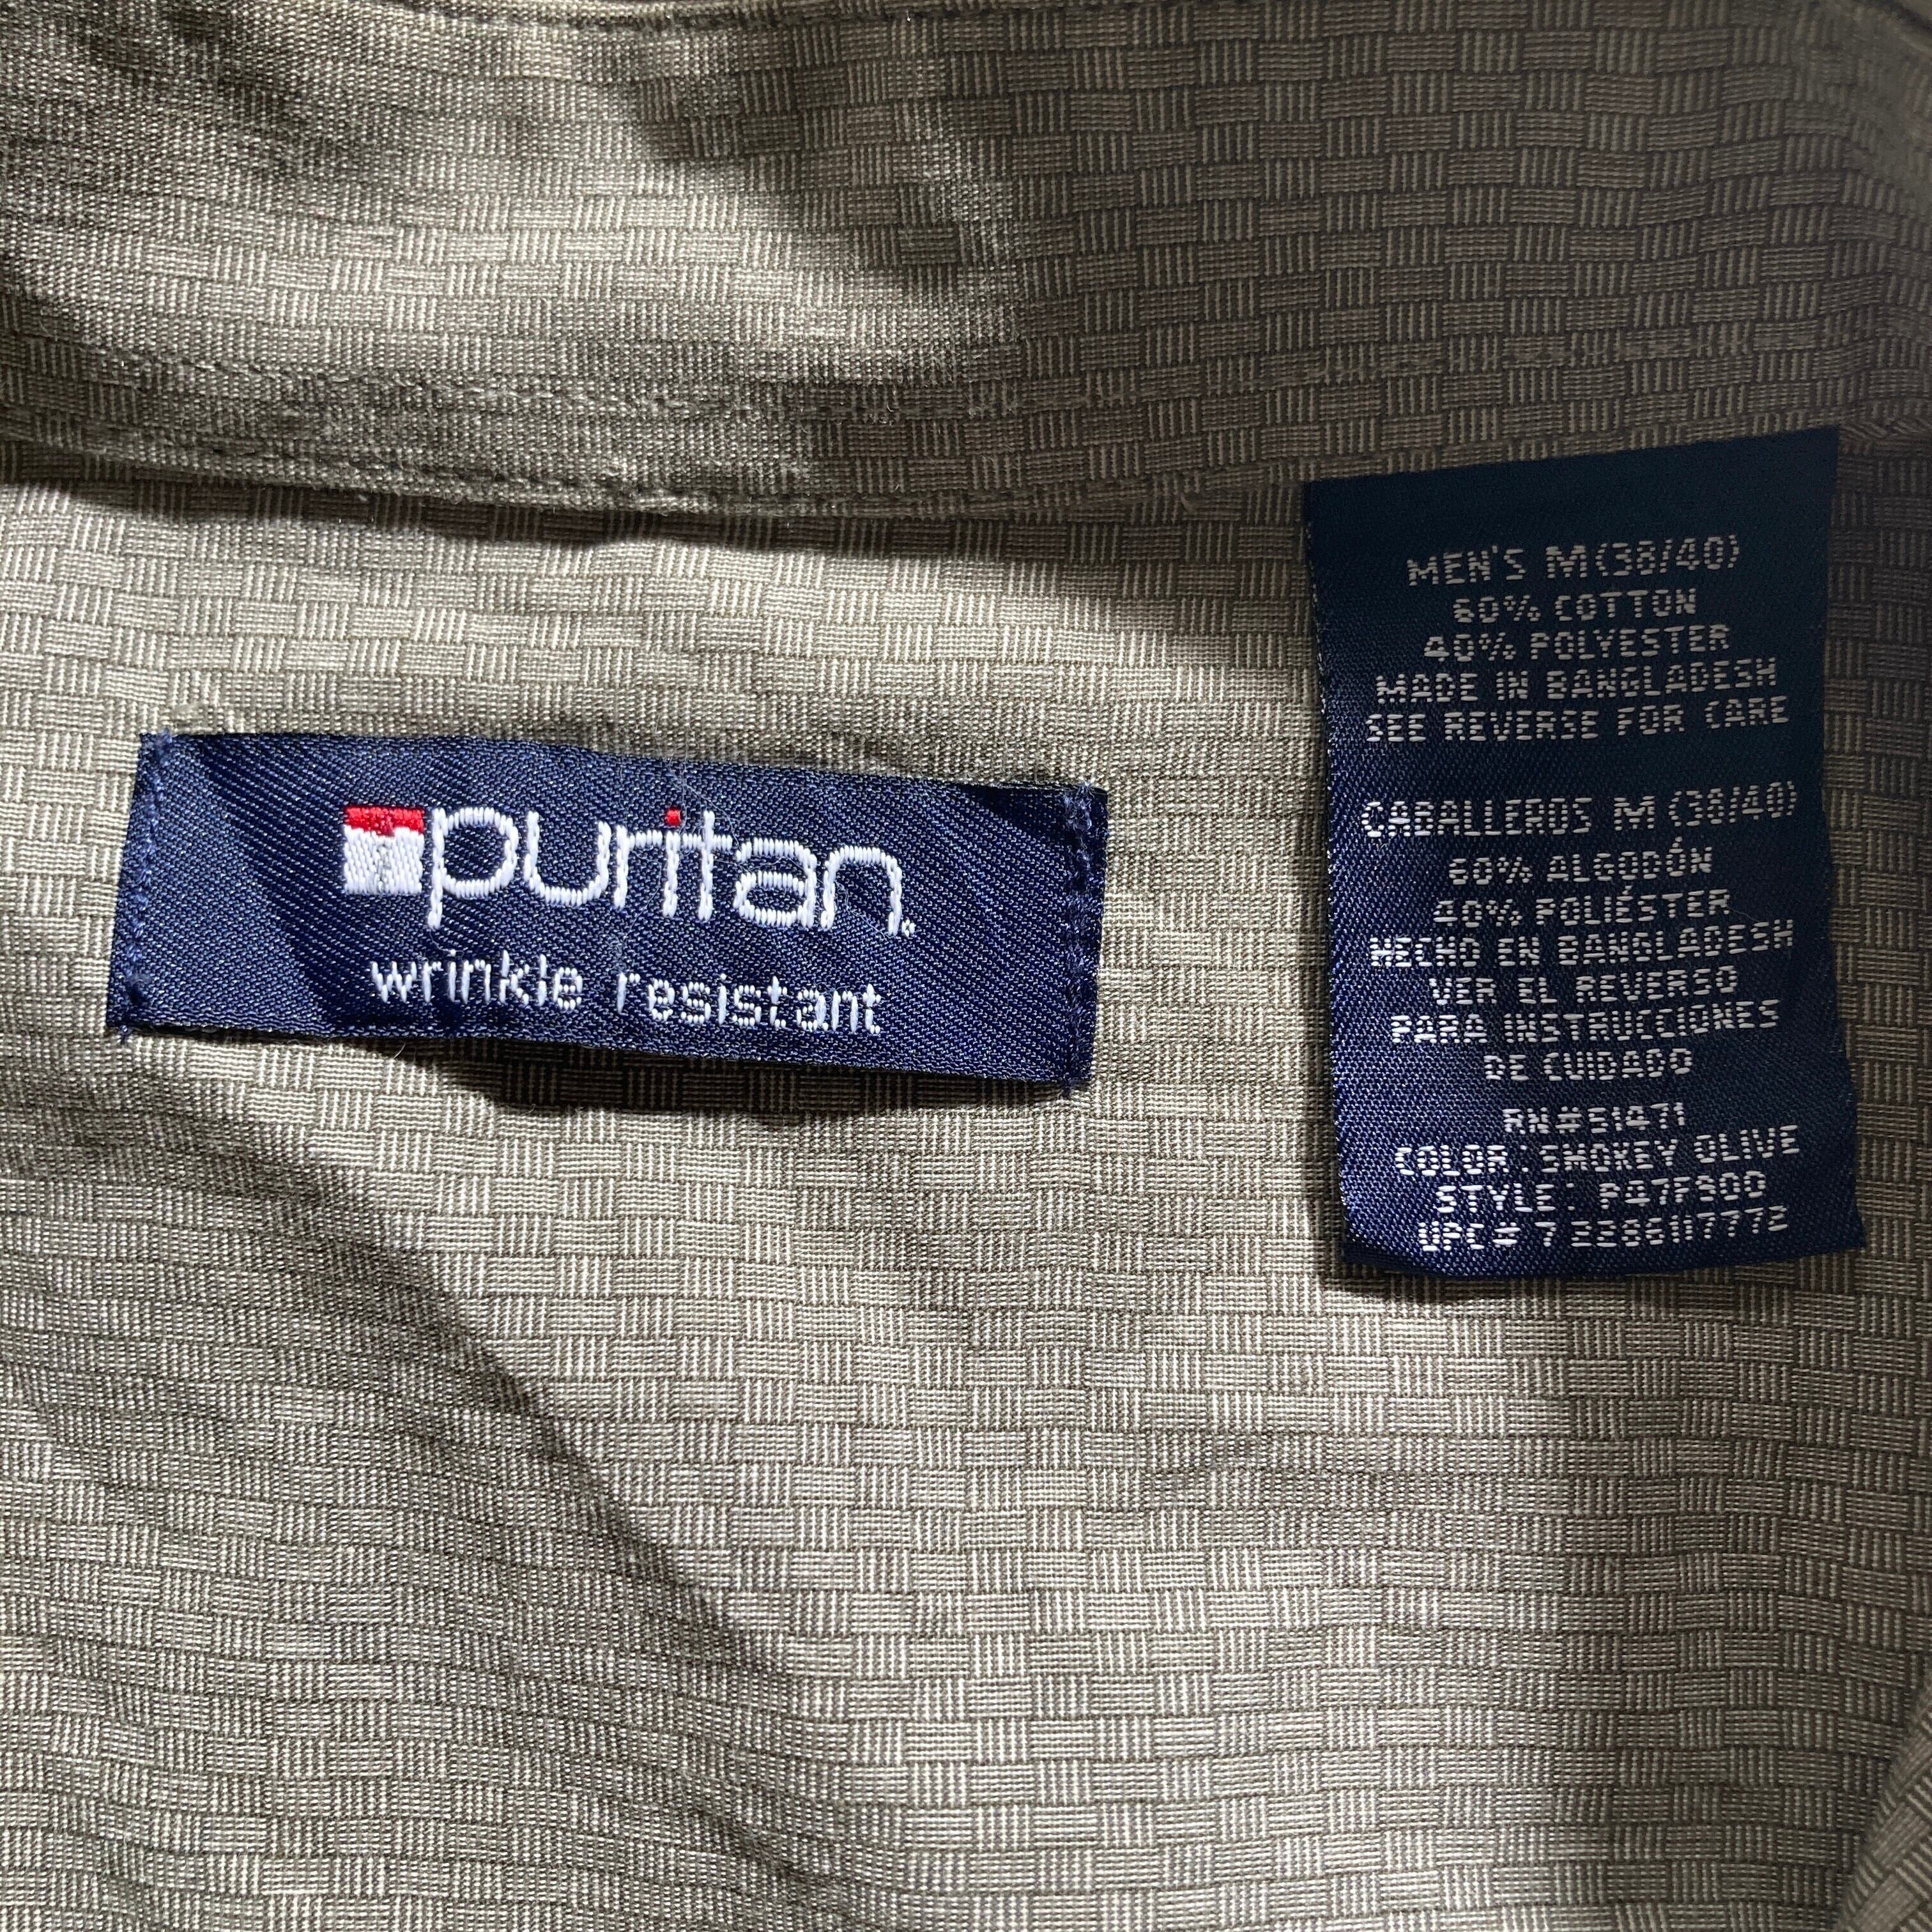 puritan.
wrinkle resistant
MEN'S M (38/40)
60% COTTON
40% POLYESTER
MADE IN BANGLADESH
SEE REVERSE FOR CARE
CABALLEROS M (38/40)
60% ALGODÓN
40% POLIÉSTER
HECHO EN BANGLADESH
VER EL REVERSO
PARA INSTRUCCIONES
DE CUIDADO
RN# 51471
COLOR: SMOKEY OLIVE
STYLE: PA7F300
UPC#